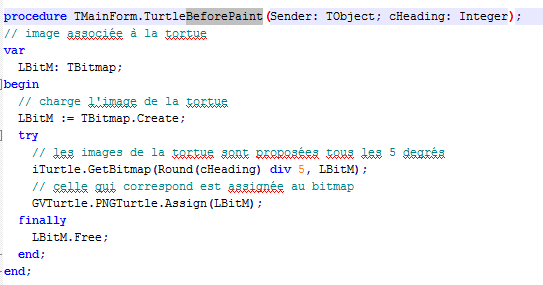 procedure TMainForm.TurtleBeforePaint(Sender: TObject; cHeading: Integer);
// image associée à la tortue
var
  LBitM: TBitmap;
begin
  // charge l'image de la tortue
  LBitM := TBitmap.Create;
  try
    // les images de la tortue sont proposées tous les 5 degrés
    iTurtle.GetBitmap(Round(cHeading) div 5, LBitM);
    // celle qui correspond est assignée au bitmap
    GVTurtle.PNGTurtle.Assign(LBitM);
  finally
    LBitM.Free;
  end;
end;